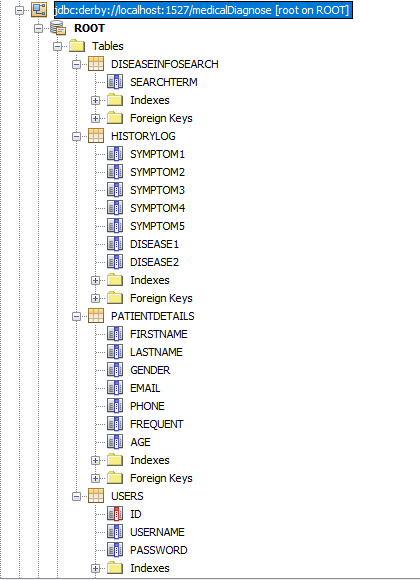 jdbc:derby://localhost:1527/medicalDiagnose [root on ROOT]
ROOT
Tables
DISEASEINFOSEARCH
SEARCHTERM
Indexes
Foreign Keys
HISTORYLOG
SYMPTOM1
SYMPTOM2
SYMPTOM3
SYMPTOM4
SYMPTOM5
DISEASE1
DISEASE2
Indexes
Foreign Keys
PATIENTDETAILS
FIRSTNAME
LASTNAME
GENDER
EMAIL
PHONE
FREQUENT
AGE
Indexes
Foreign Keys
USERS
ID
USERNAME
PASSWORD
Indexes